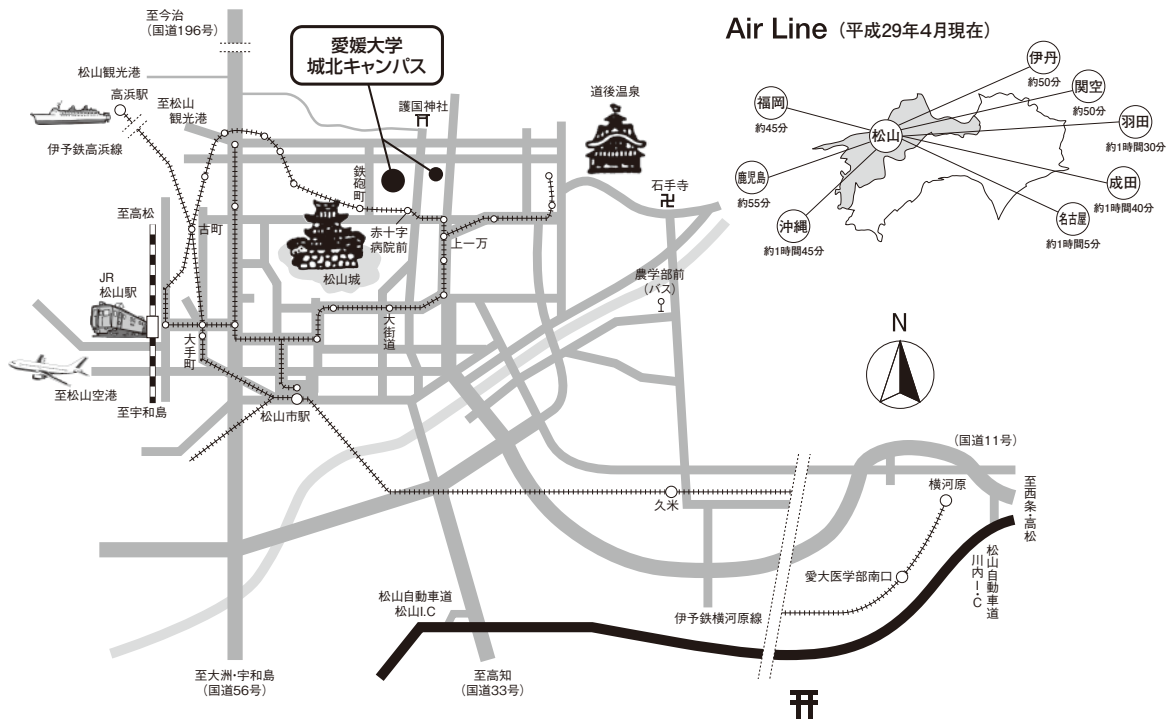 至今治
（国道196号）
愛媛大学
城北キャンパス
松山観光港
高浜駅
至松山
観光港
伊予鉄高浜線
護国神社
道後温泉
鉄砲町
石手寺
至高松
古町
赤十字
病院前
上一万
松山城
農学部前
（バス）
JR
松山駅
大手町
大街道
至松山空港
至宇和島
松山市駅
久米
（国道11号）
横河原
至西条・高松
愛大医学部南口
松山自動車道
川内I・C
松山自動車道
松山I.C
伊予鉄横河原線
至大洲・宇和島
（国道56号）
至高知
（国道33号）
Air Line（平成29年4月現在）
伊丹
約50分
関空
約50分
福岡
約45分
松山
羽田
約1時間30分
鹿児島
約55分
成田
約1時間40分
沖縄
約1時間45分
名古屋
約1時間5分
N